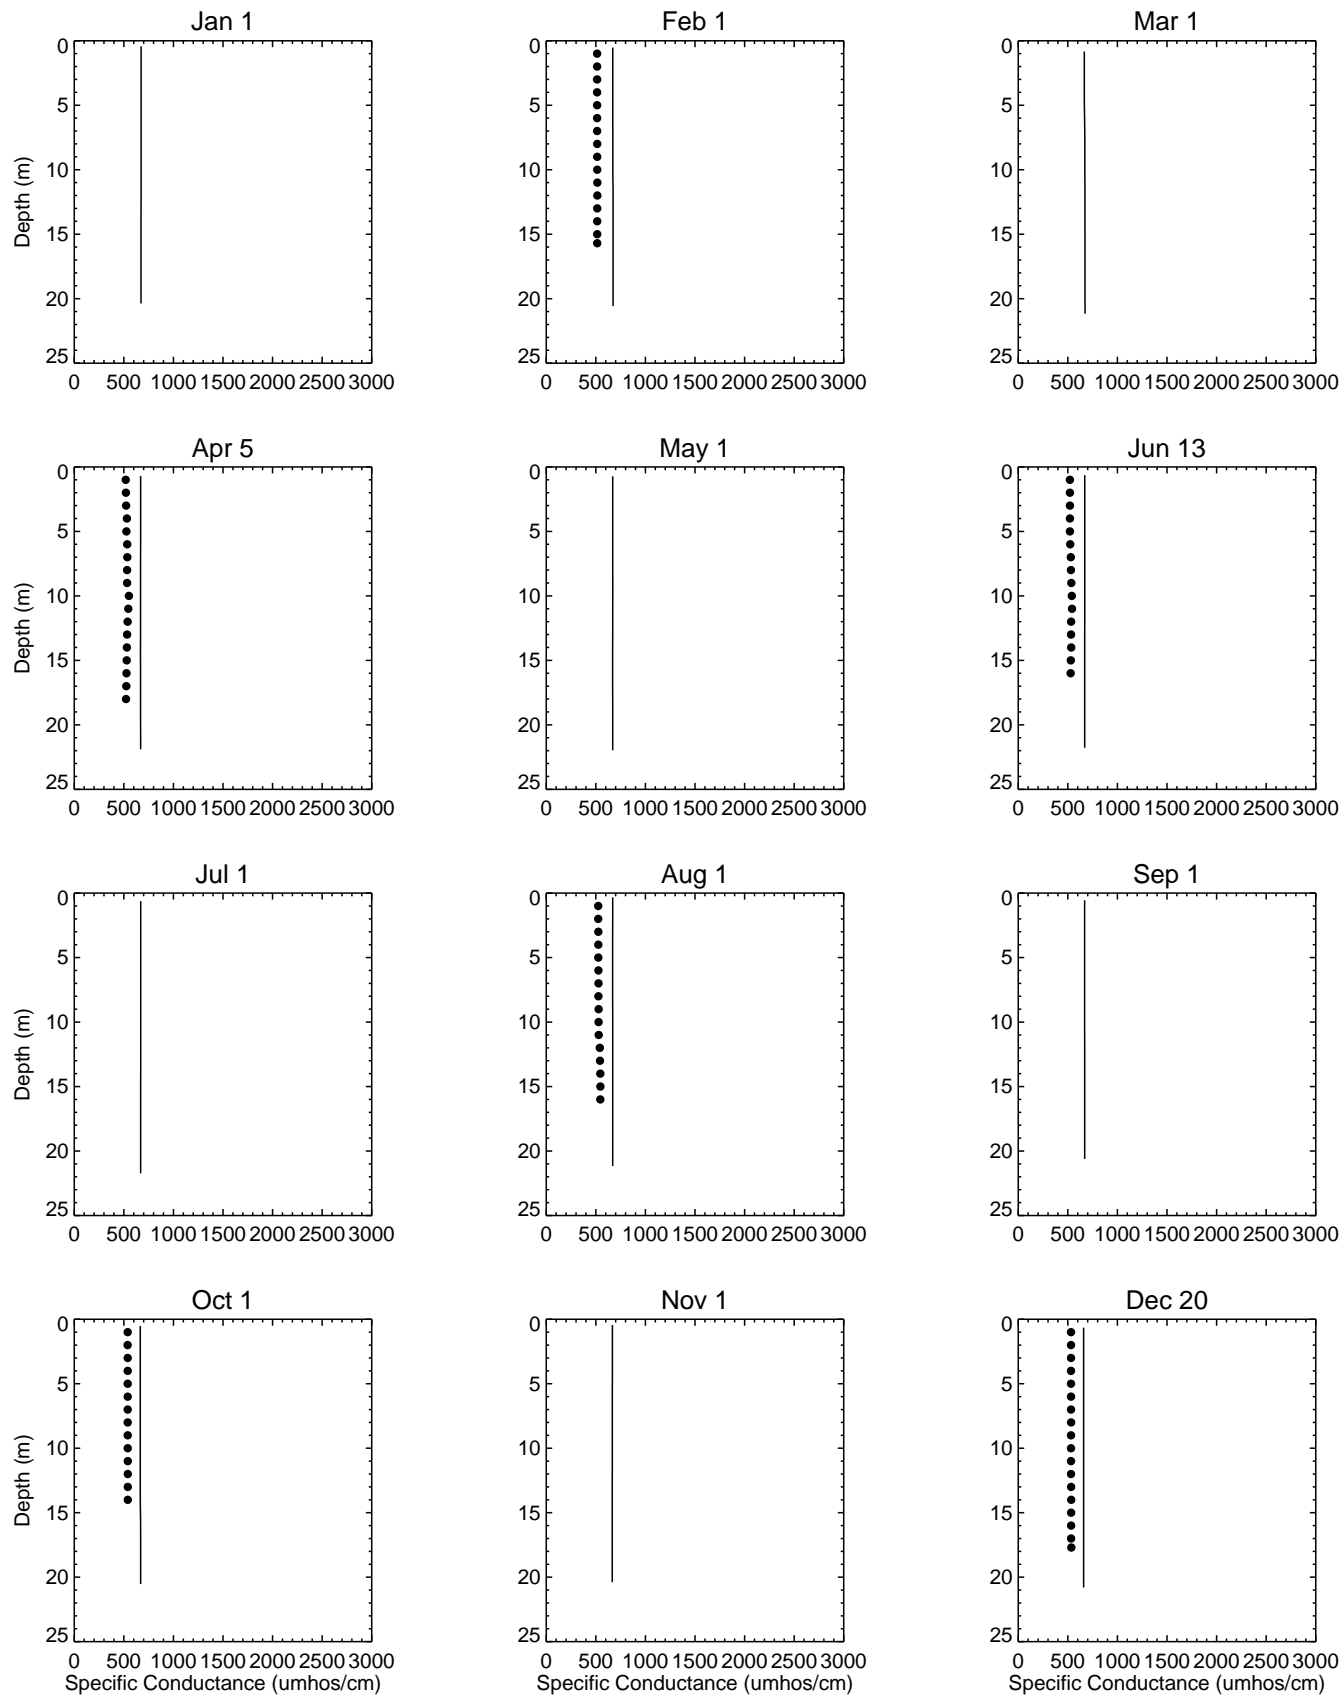 Jan 1 Feb 1 Mar 1
0 0 0
5 5 5
10 10 10
15 15 15
20 20 20
25 25 25
Depth (m)
0 500 1000 1500 2000 2500 3000 0 500 1000 1500 2000 2500 3000 0 500 1000 1500 2000 2500 3000
Apr 5 May 1 Jun 13
0 0 0
5 5 5
10 10 10
15 15 15
20 20 20
25 25 25
Depth (m)
0 500 1000 1500 2000 2500 3000 0 500 1000 1500 2000 2500 3000 0 500 1000 1500 2000 2500 3000
Jul 1 Aug 1 Sep 1
0 0 0
5 5 5
10 10 10
15 15 15
20 20 20
25 25 25
Depth (m)
0 500 1000 1500 2000 2500 3000 0 500 1000 1500 2000 2500 3000 0 500 1000 1500 2000 2500 3000
Oct 1 Nov 1 Dec 20
0 0 0
5 5 5
10 10 10
15 15 15
20 20 20
25 25 25
Depth (m)
0 500 1000 1500 2000 2500 3000 0 500 1000 1500 2000 2500 3000 0 500 1000 1500 2000 2500 3000
Specific Conductance (umhos/cm) Specific Conductance (umhos/cm) Specific Conductance (umhos/cm)